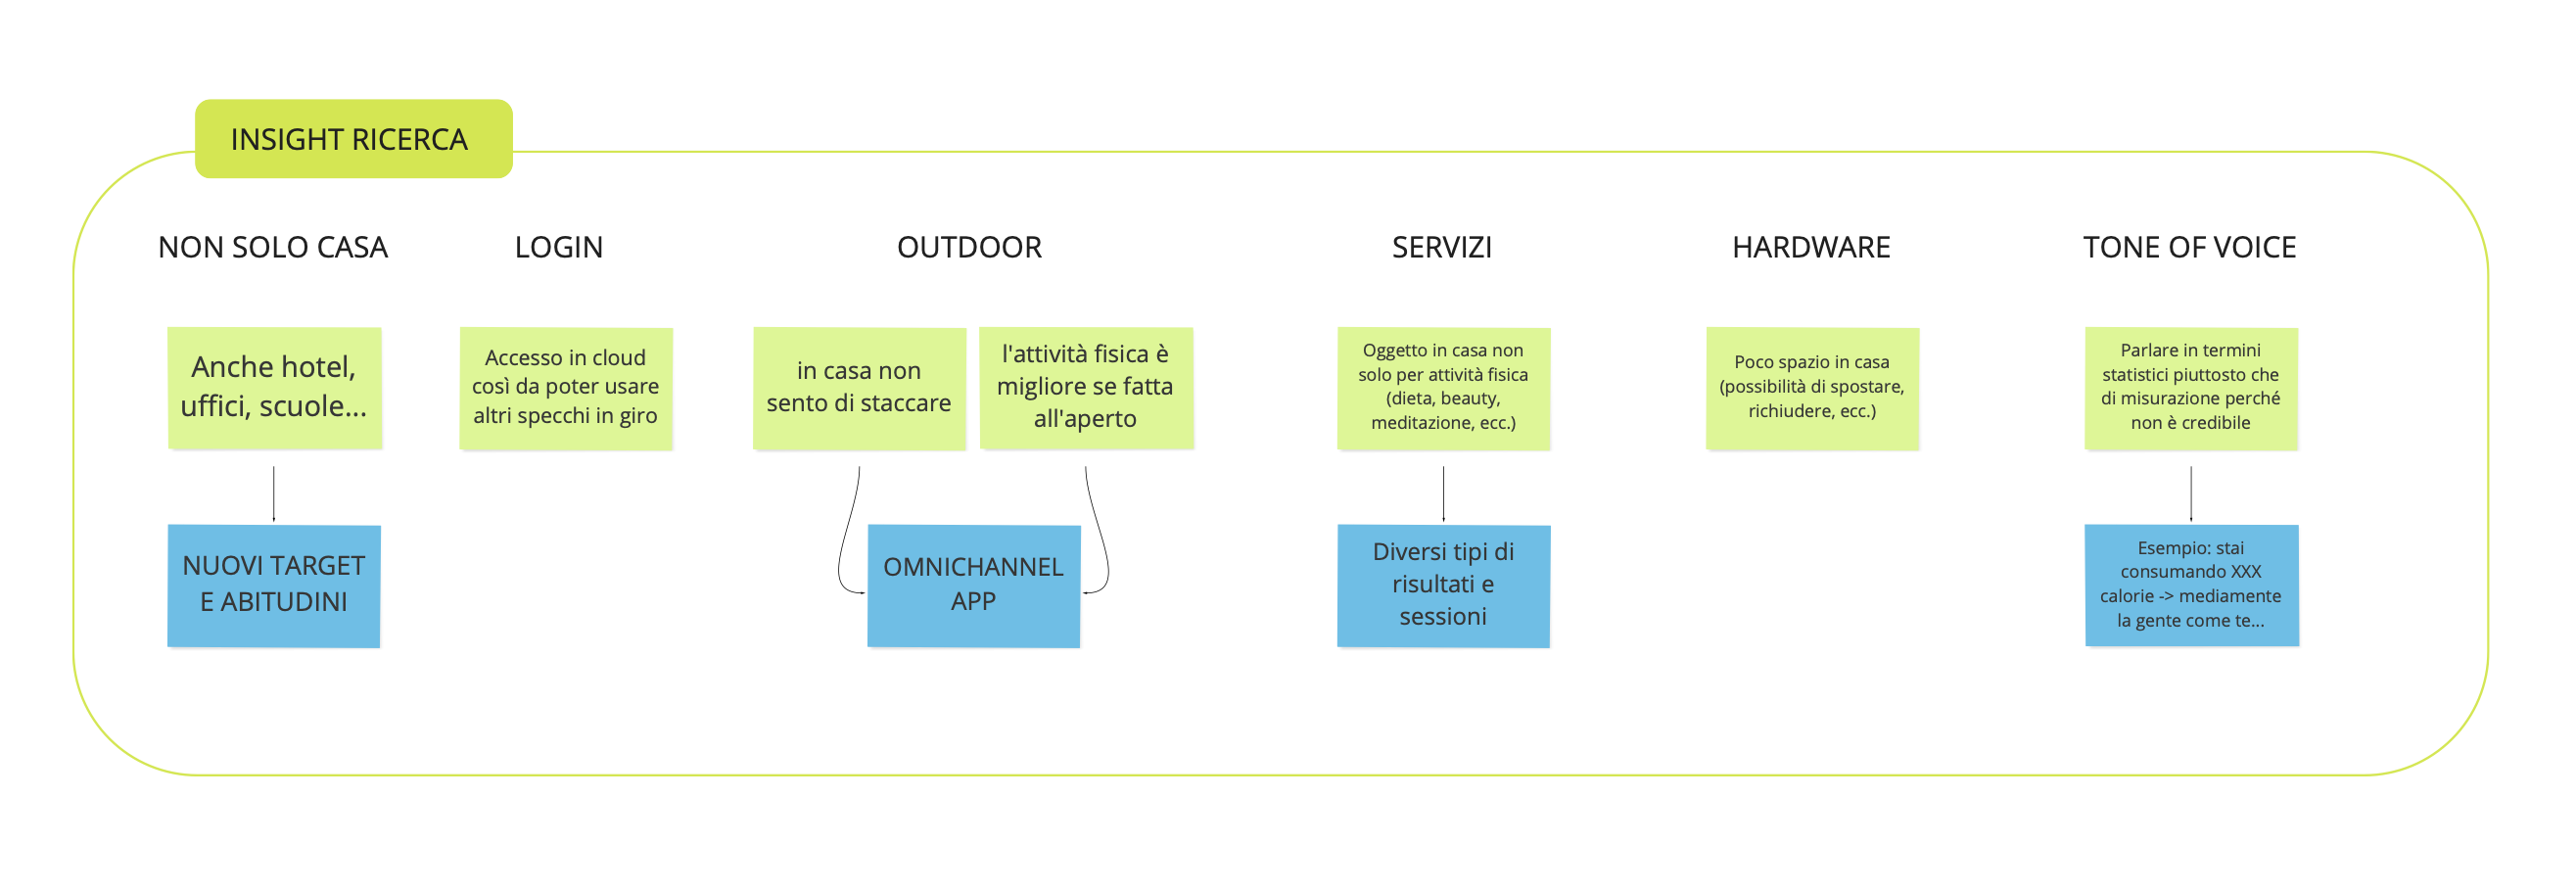 INSIGHT RICERCA
NON SOLO CASA
LOGIN
OUTDOOR
SERVIZI
HARDWARE
TONE OF VOICE
Anche hotel,
uffici, scuole...
Accesso in cloud
così da poter usare
altri specchi in giro
in casa non
sento di staccare
l'attività fisica è
migliore se fatta
all'aperto
Oggetto in casa non
solo per attività fisica
(dieta, beauty,
meditazione, ecc.)
Poco spazio in casa
(possibilità di spostare,
richiudere, ecc.)
Parlare in termini
statistici piuttosto che
di misurazione perché
non è credibile
NUOVI TARGET
E ABITUDINI
OMNICHANNEL
APP
Diversi tipi di
risultati e
sessioni
Esempio: stai
consumando XXX
calorie -> mediamente
la gente come te...